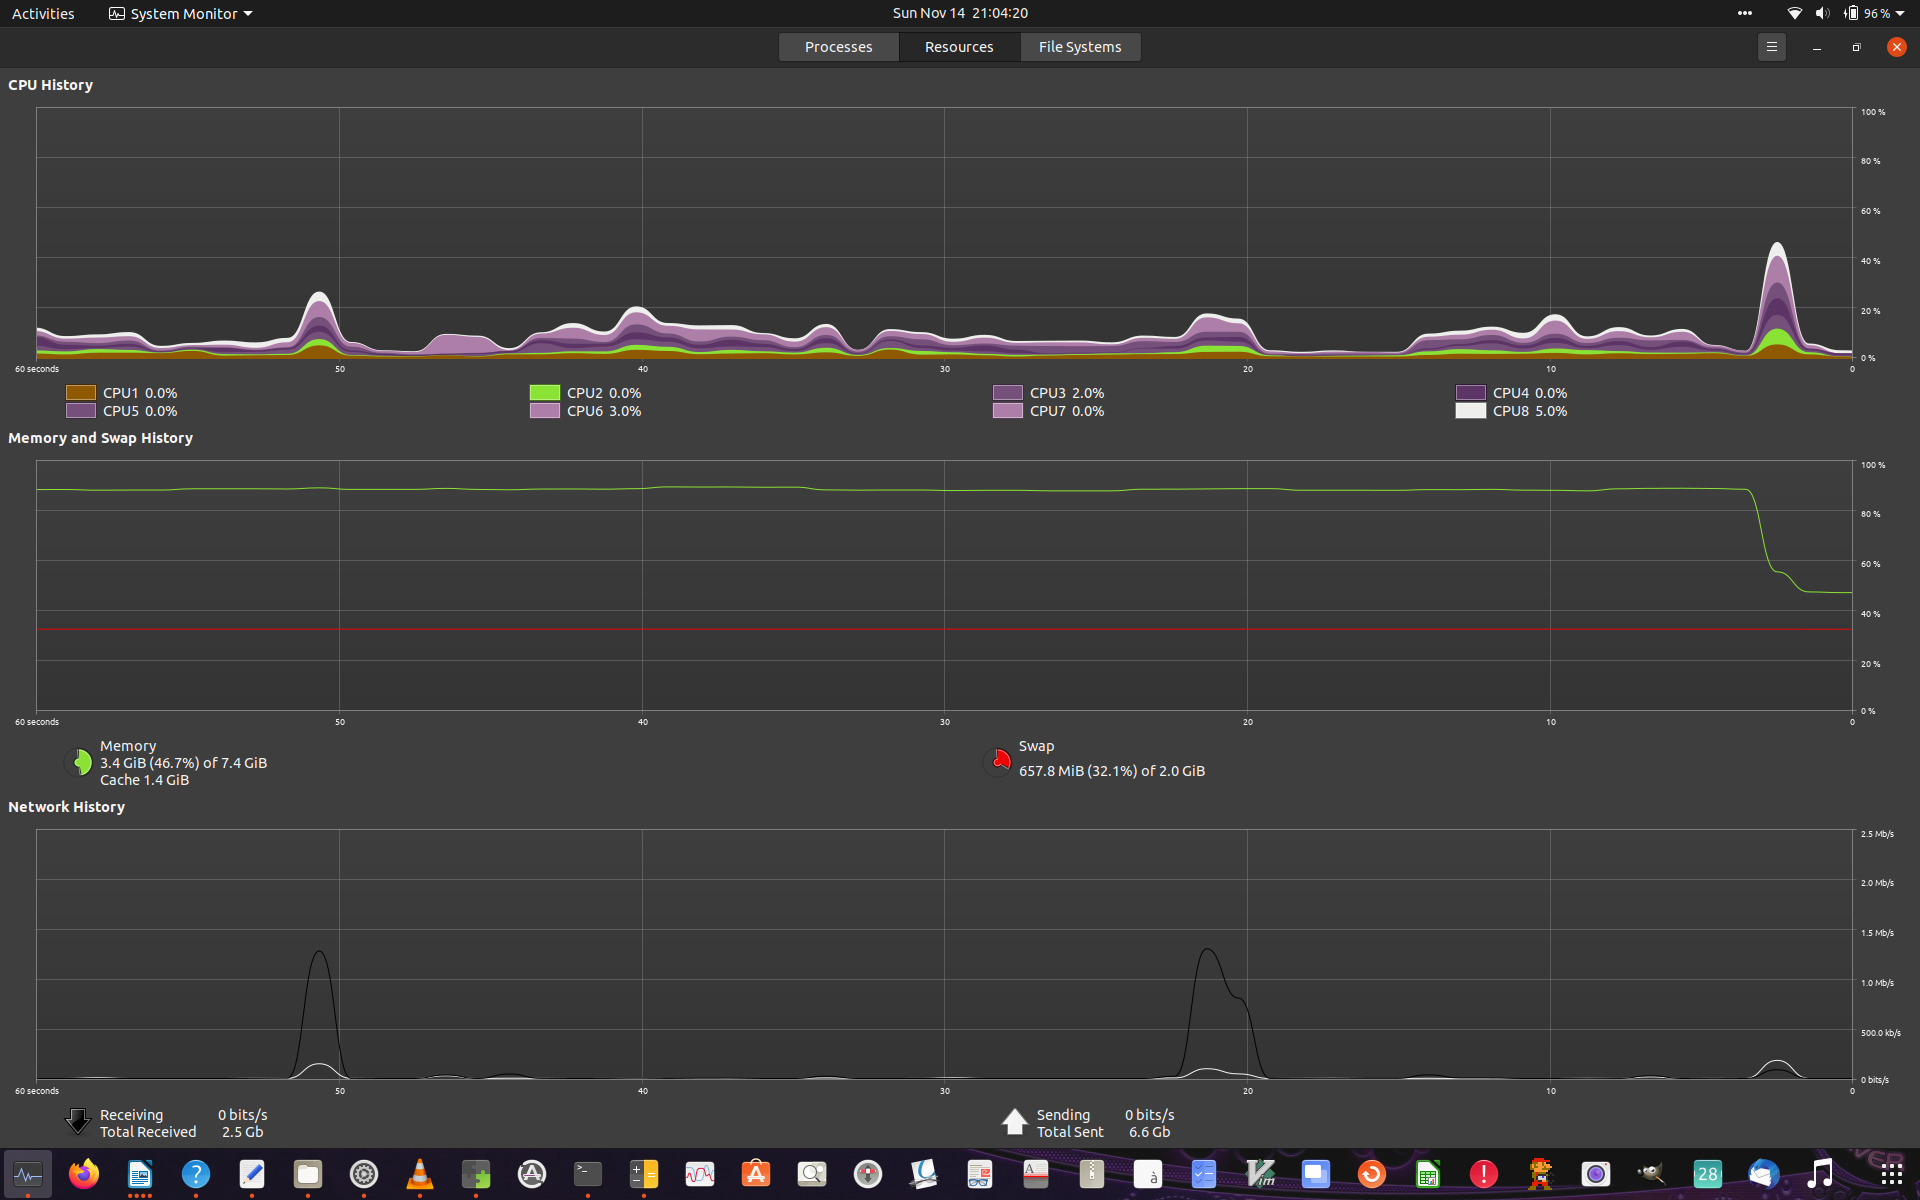 Activities System Monitor Sun Nov 14 21:04:20 96 %
Processes Resources File Systems
CPU History
100 %
80 %
60 %
40 %
20 %
0 %
60 seconds 50 40 30 20 10 0
CPU1 0.0% CPU2 0.0% CPU3 2.0% CPU4 0.0%
CPU5 0.0% CPU6 3.0% CPU7 0.0% CPU8 5.0%
Memory and Swap History
100 %
80 %
60 %
40 %
20 %
0 %
60 seconds 50 40 30 20 10 0
Memory
3.4 GiB (46.7%) of 7.4 GiB
Cache 1.4 GiB
Swap
657.8 MiB (32.1%) of 2.0 GiB
Network History
2.5 Mb/s
2.0 Mb/s
1.5 Mb/s
1.0 Mb/s
500.0 kb/s
0 bits/s
60 seconds 50 40 30 20 10 0
Receiving 0 bits/s
Total Received 2.5 Gb
Sending 0 bits/s
Total Sent 6.6 Gb
28